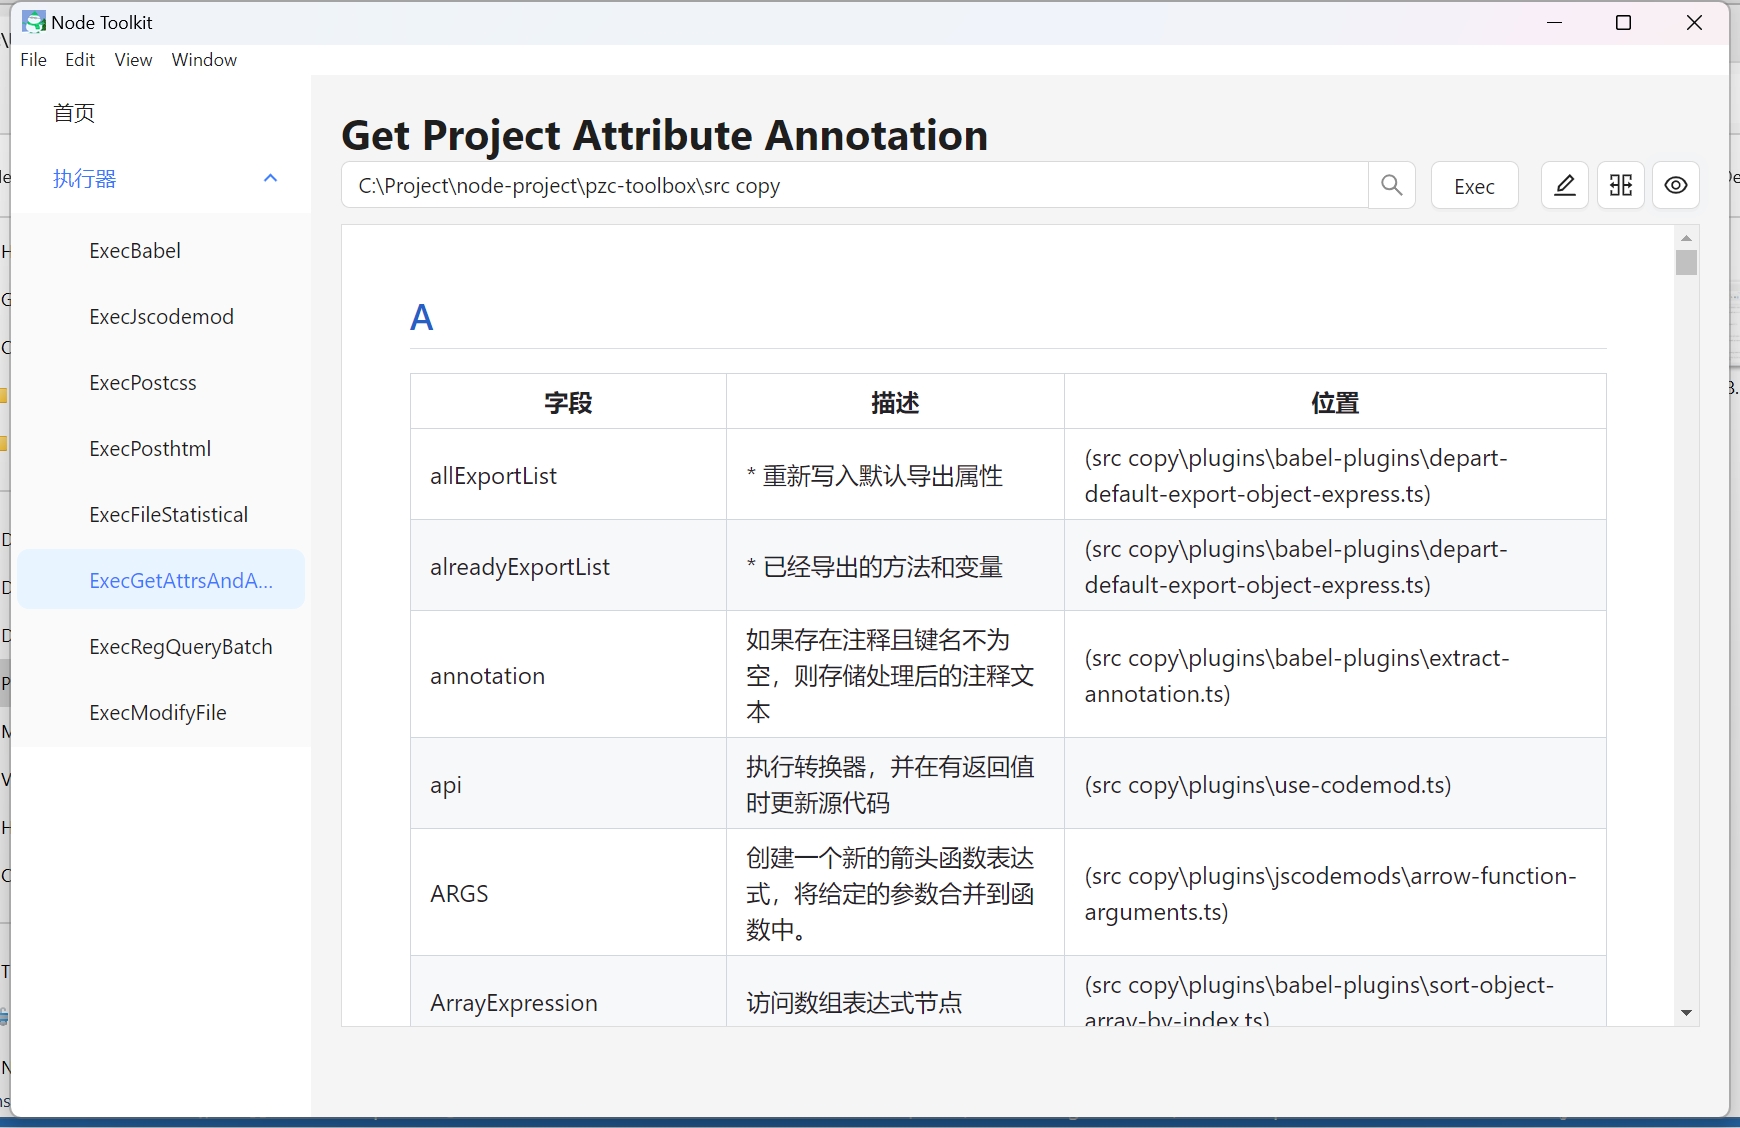 Node Toolkit
File Edit View Window
首页
执行器
ExecBabel
ExecJscodemod
ExecPostcss
ExecPosthtml
ExecFileStatistical
ExecGetAttrsAndA...
ExecRegQueryBatch
ExecModifyFile
Get Project Attribute Annotation
C:\Project\node-project\pzc-toolbox\src copy
Exec
A
字段 描述 位置
allExportList
* 重新写入默认导出属性
(src copy\plugins\babel-plugins\depart-
default-export-object-express.ts)
alreadyExportList
* 已经导出的方法和变量
(src copy\plugins\babel-plugins\depart-
default-export-object-express.ts)
annotation
如果存在注释且键名不为
空，则存储处理后的注释文
本
(src copy\plugins\babel-plugins\extract-
annotation.ts)
api
执行转换器，并在有返回值
时更新源代码
(src copy\plugins\use-codemod.ts)
ARGS
创建一个新的箭头函数表达
式，将给定的参数合并到函
数中。
(src copy\plugins\jscodemods\arrow-function-
arguments.ts)
ArrayExpression
访问数组表达式节点
(src copy\plugins\babel-plugins\sort-object-
array-by-index.ts)